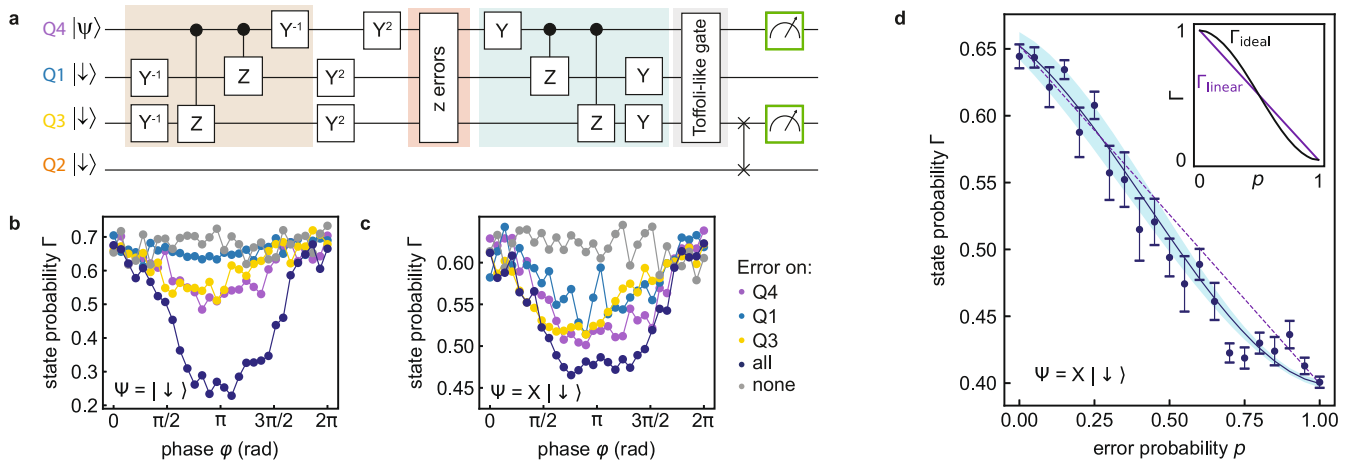 a
Q4 |Ψ⟩ Y⁻¹ Y² Y
Q1 |↓⟩ Y⁻¹ Z Y² Z Y
Q3 |↓⟩ Y⁻¹ Z Y² Z Y
Q2 |↓⟩
z errors
Toffoli-like gate
b
state probability Γ
0.7
0.6
0.5
0.4
0.3
0.2
Ψ = |↓⟩
0 π/2 π 3π/2 2π
phase φ (rad)
c
state probability Γ
0.60
0.55
0.50
0.45
Ψ = X |↓⟩
0 π/2 π 3π/2 2π
phase φ (rad)
Error on:
Q4
Q1
Q3
all
none
d
state probability Γ
0.65
0.60
0.55
0.50
0.45
0.40
Ψ = X |↓⟩
0.00 0.25 0.50 0.75 1.00
error probability p
1
Γ
0
Γideal
Γlinear
0 p 1